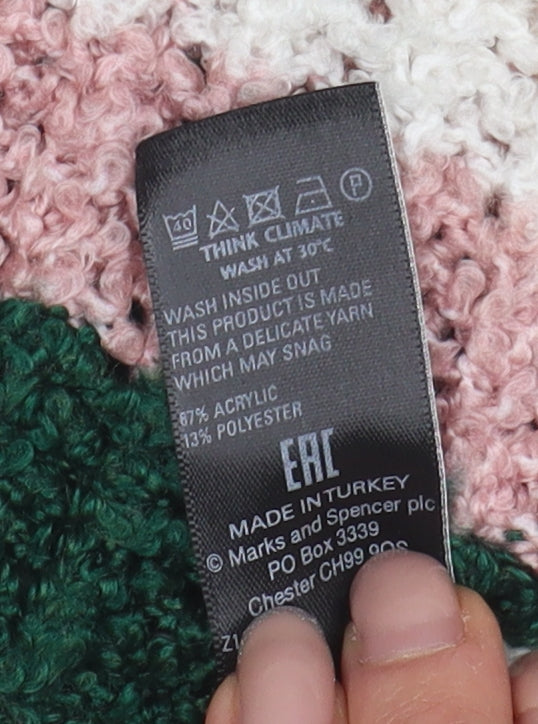 40 P
THINK CLIMATE
WASH AT 30°C
WASH INSIDE OUT
THIS PRODUCT IS MADE
FROM A DELICATE YARN
WHICH MAY SNAG
87% ACRYLIC
13% POLYESTER
EAC
MADE IN TURKEY
© Marks and Spencer plc
PO Box 3339
Chester CH99 9QS